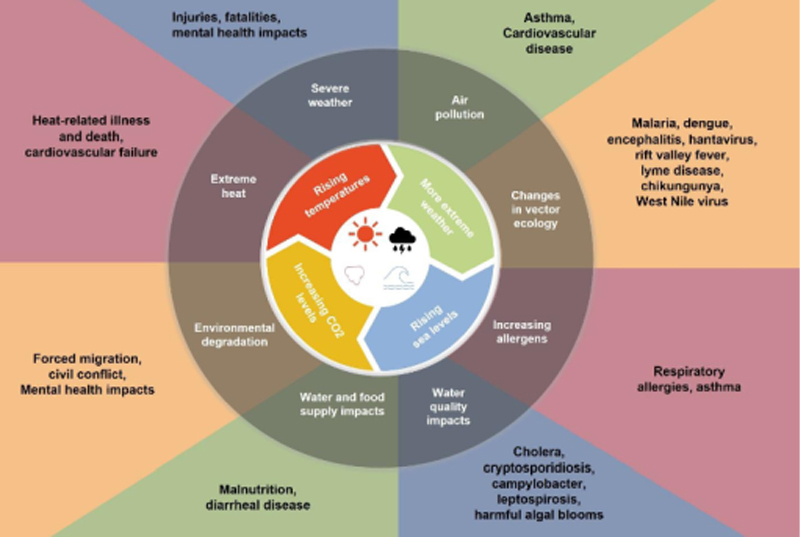 Injuries, fatalities,
mental health impacts
Asthma,
Cardiovascular
disease
Heat-related illness
and death,
cardiovascular failure
Malaria, dengue,
encephalitis, hantavirus,
rift valley fever,
lyme disease,
chikungunya,
West Nile virus
Severe
weather
Air
pollution
Extreme
heat
Changes
in vector
ecology
Rising
temperatures
More extreme
weather
Increasing CO2
levels
Rising
sea levels
Environmental
degradation
Increasing
allergens
Water and food
supply impacts
Water
quality
impacts
Forced migration,
civil conflict,
Mental health impacts
Respiratory
allergies, asthma
Malnutrition,
diarrheal disease
Cholera,
cryptosporidiosis,
campylobacter,
leptospirosis,
harmful algal blooms